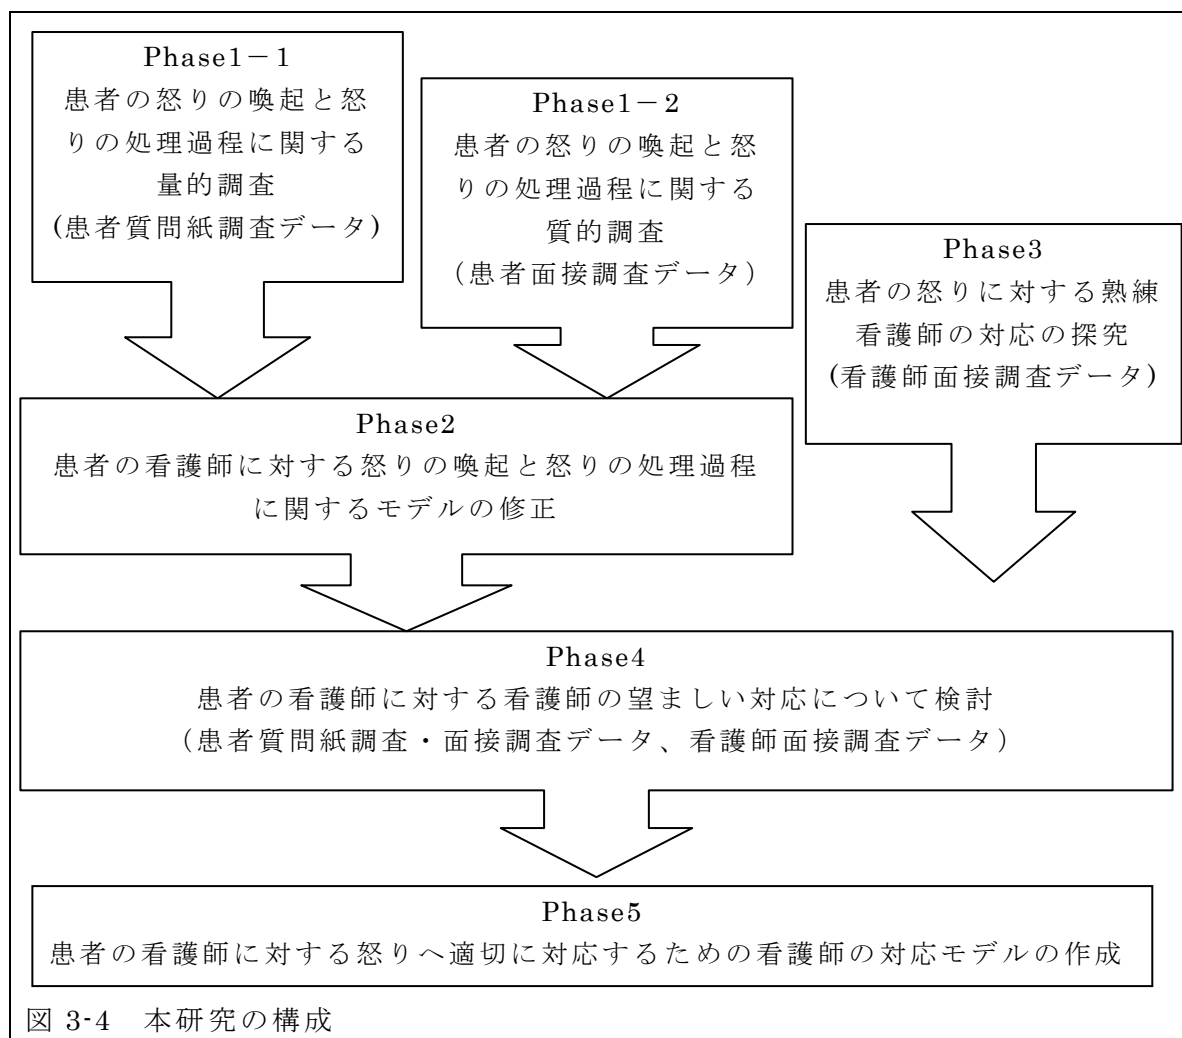 Phase1－1
患者の怒りの喚起と怒
りの処理過程に関する
量的調査
(患者質問紙調査データ)
Phase1－2
患者の怒りの喚起と怒
りの処理過程に関する
質的調査
（患者面接調査データ）
Phase3
患者の怒りに対する熟練
看護師の対応の探究
(看護師面接調査データ)
Phase2
患者の看護師に対する怒りの喚起と怒りの処理過程
に関するモデルの修正
Phase4
患者の看護師に対する看護師の望ましい対応について検討
（患者質問紙調査・面接調査データ、看護師面接調査データ）
Phase5
患者の看護師に対する怒りへ適切に対応するための看護師の対応モデルの作成
図 3-4　本研究の構成